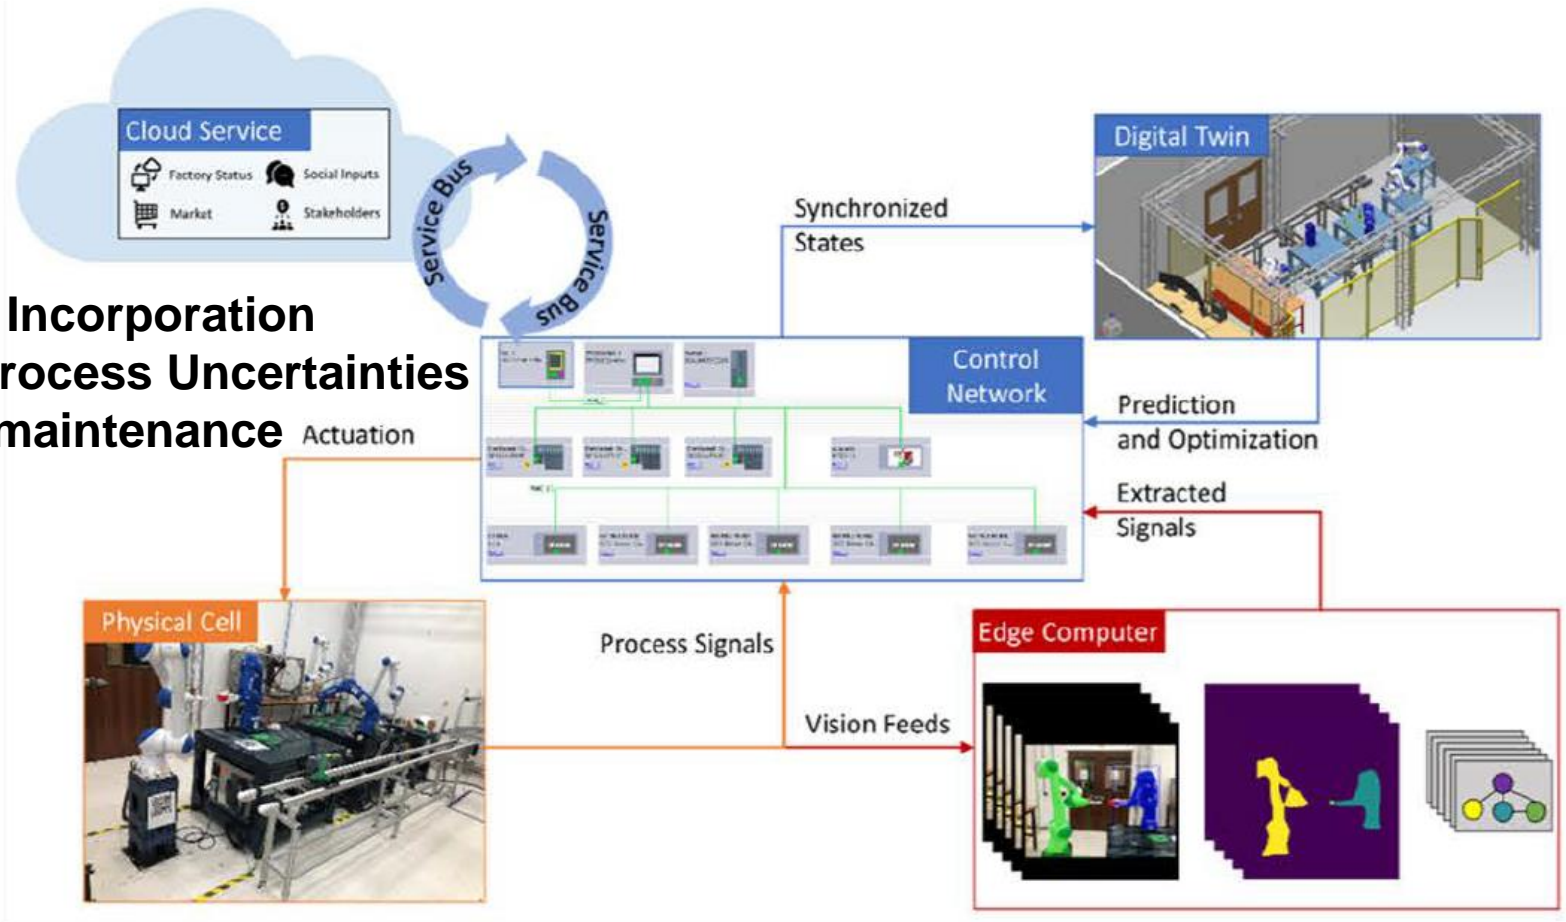 Cloud Service
Factory Status
Social Inputs
Market
Stakeholders
Service Bus
Service Bus
Incorporation
rocess Uncertainties
maintenance
Synchronized
States
Digital Twin
Control
Network
Prediction
and Optimization
Actuation
Extracted
Signals
Physical Cell
Process Signals
Vision Feeds
Edge Computer